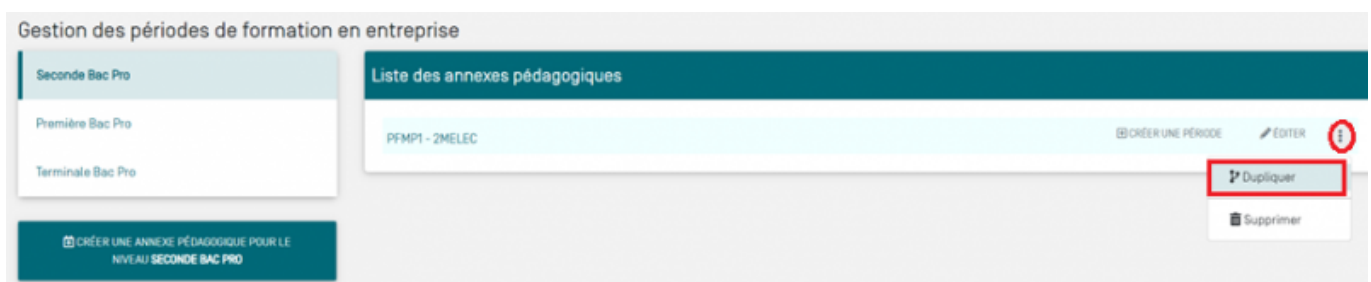 Gestion des périodes de formation en entreprise
Seconde Bac Pro
Première Bac Pro
Terminale Bac Pro
CRÉER UNE ANNEXE PÉDAGOGIQUE POUR LE
NIVEAU SECONDE BAC PRO
Liste des annexes pédagogiques
PFMP1 - 2MELEC
CRÉER UNE PÉRIODE
ÉDITER
Dupliquer
Supprimer